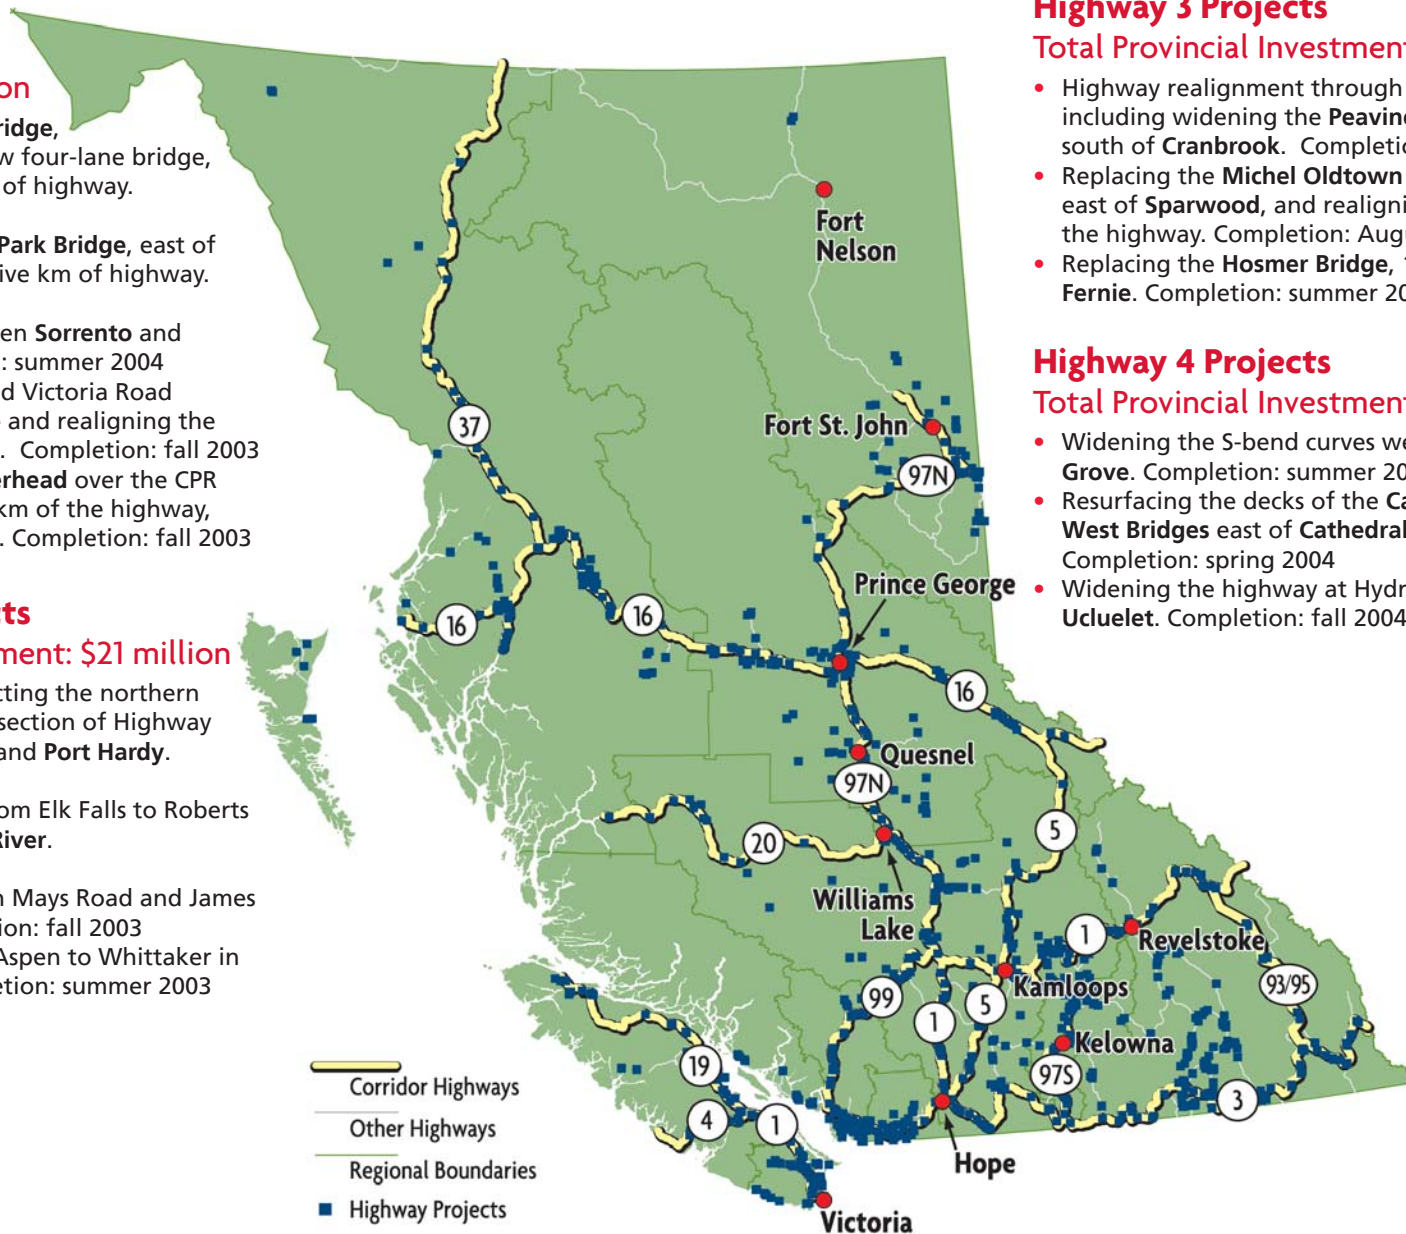 on
ridge,
w four-lane bridge,
of highway.
Park Bridge, east of
ive km of highway.
en Sorrento and
: summer 2004
d Victoria Road
and realigning the
. Completion: fall 2003
erhead over the CPR
km of the highway,
. Completion: fall 2003
ts
ment: $21 million
cting the northern
section of Highway
and Port Hardy.
om Elk Falls to Roberts
River.
n Mays Road and James
ion: fall 2003
Aspen to Whittaker in
etion: summer 2003
Fort
Nelson
37
Fort St. John
97N
Prince George
16
16
16
Quesnel
97N
5
20
Williams
Lake
1
Revelstoke
Kamloops
93/95
99
5
1
Kelowna
97S
19
3
4
1
Hope
Victoria
Corridor Highways
Other Highways
Regional Boundaries
Highway Projects
Highway 3 Projects
Total Provincial Investment
• Highway realignment through
including widening the Peavine
south of Cranbrook. Completio
• Replacing the Michel Oldtown
east of Sparwood, and realigni
the highway. Completion: Augu
• Replacing the Hosmer Bridge, 1
Fernie. Completion: summer 20
Highway 4 Projects
Total Provincial Investment
• Widening the S-bend curves we
Grove. Completion: summer 20
• Resurfacing the decks of the Ca
West Bridges east of Cathedral
Completion: spring 2004
• Widening the highway at Hydr
Ucluelet. Completion: fall 2004